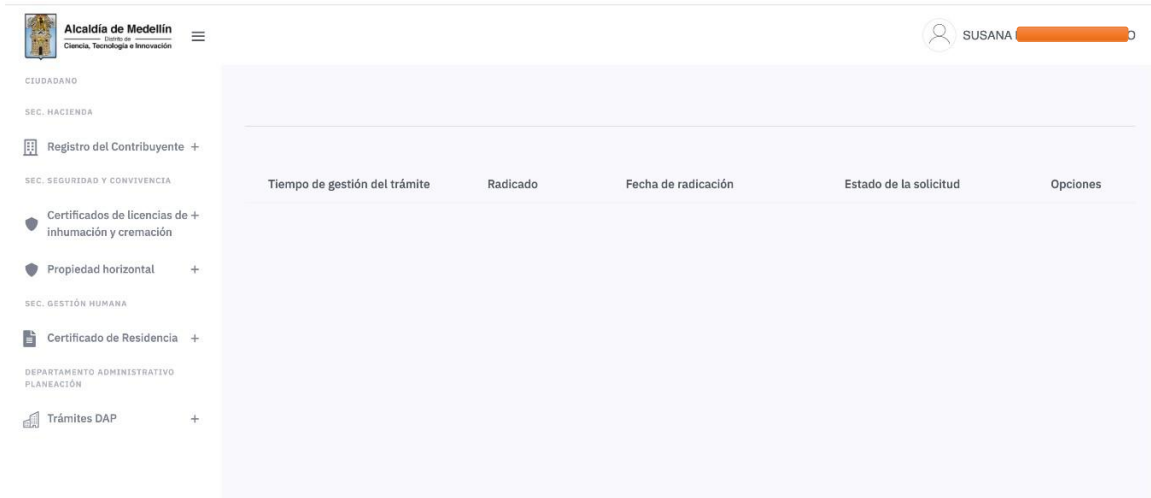 Alcaldía de Medellín
Distrito de
Ciencia, Tecnología e Innovación
SUSANA
O
CIUDADANO
SEC. HACIENDA
Registro del Contribuyente +
SEC. SEGURIDAD Y CONVIVENCIA
Certificados de licencias de +
inhumación y cremación
Propiedad horizontal +
SEC. GESTIÓN HUMANA
Certificado de Residencia +
DEPARTAMENTO ADMINISTRATIVO
PLANEACIÓN
Trámites DAP +
Tiempo de gestión del trámite Radicado Fecha de radicación Estado de la solicitud Opciones